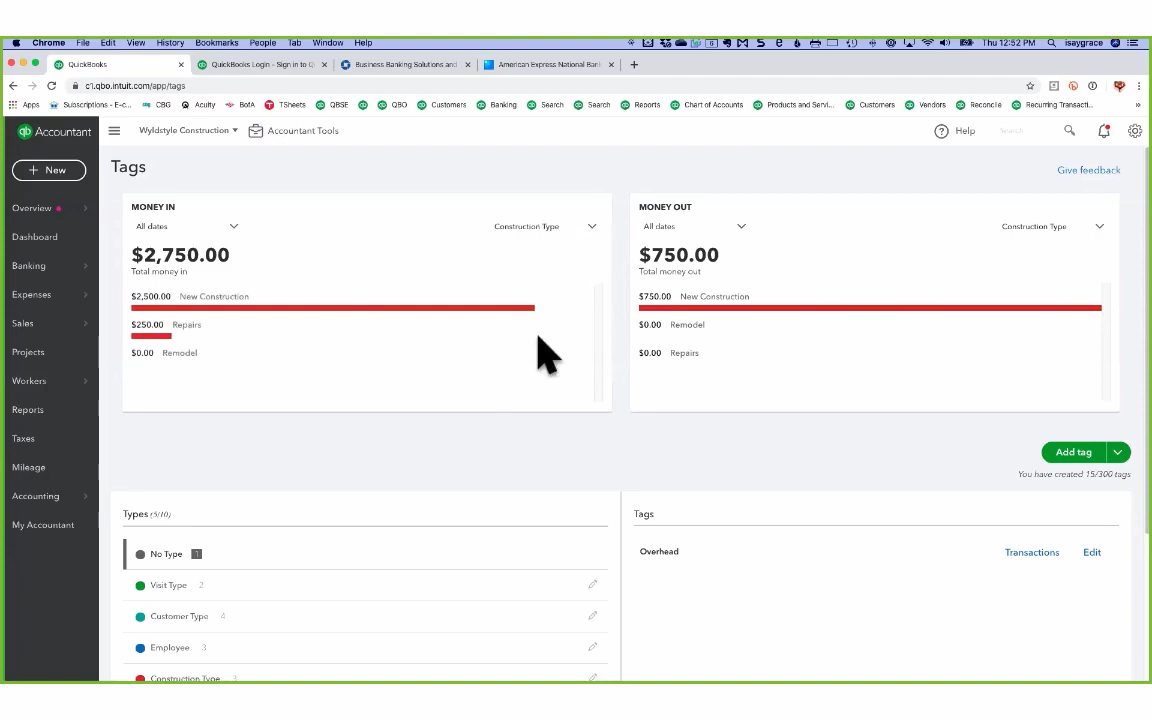 Chrome File Edit View History Bookmarks People Tab Window Help Thu 12:52 PM isaygrace
QuickBooks QuickBooks Login - Sign in to Q Business Banking Solutions and American Express National Ban
c1.qbo.intuit.com/app/tags
Apps Subscriptions - E-c... CBG Acuity BofA TSheets QBSE QBO Customers Banking Search Search Reports Chart of Accounts Products and Servi... Customers Vendors Reconcile Recurring Transacti... »
qb Accountant Wyldstyle Construction Accountant Tools Help Search
+ New
Tags
Give feedback
Overview
Dashboard
Banking
Expenses
Sales
Projects
Workers
Reports
Taxes
Mileage
Accounting
My Accountant
MONEY IN
All dates Construction Type
$2,750.00
Total money in
$2,500.00 New Construction
$250.00 Repairs
$0.00 Remodel
MONEY OUT
All dates Construction Type
$750.00
Total money out
$750.00 New Construction
$0.00 Remodel
$0.00 Repairs
Add tag
You have created 15/300 tags
Types (5/10)
No Type 1
Visit Type 2
Customer Type 4
Employee 3
Construction Type 3
Tags
Overhead Transactions Edit